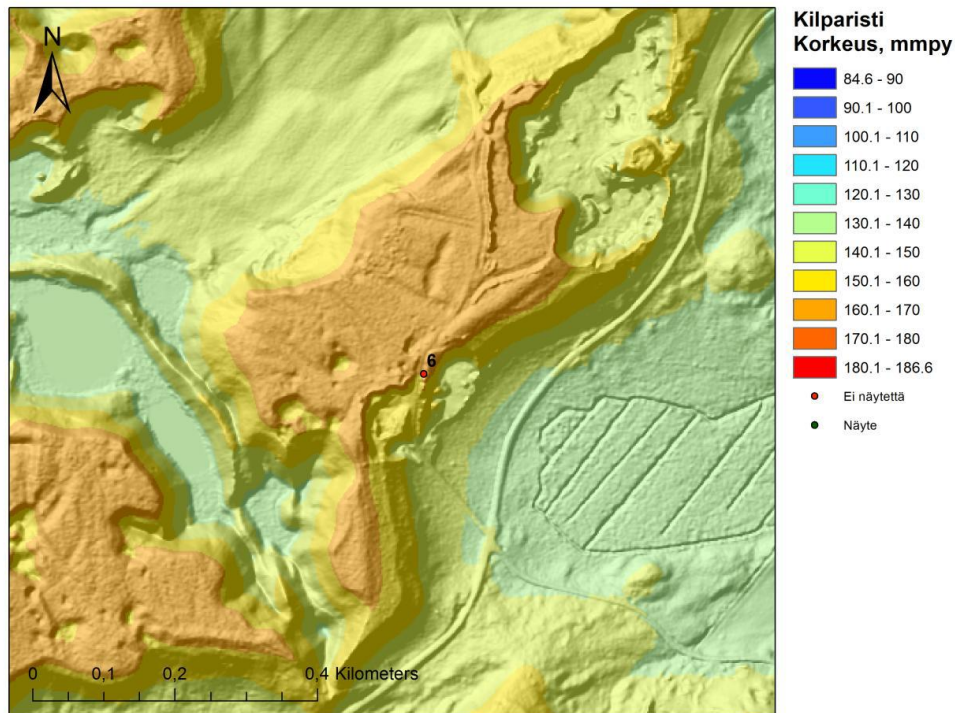 N
6
0 0,1 0,2 0,4 Kilometers
Kilparisti
Korkeus, mmpy
84.6 - 90
90.1 - 100
100.1 - 110
110.1 - 120
120.1 - 130
130.1 - 140
140.1 - 150
150.1 - 160
160.1 - 170
170.1 - 180
180.1 - 186.6
Ei näytettä
Näyte